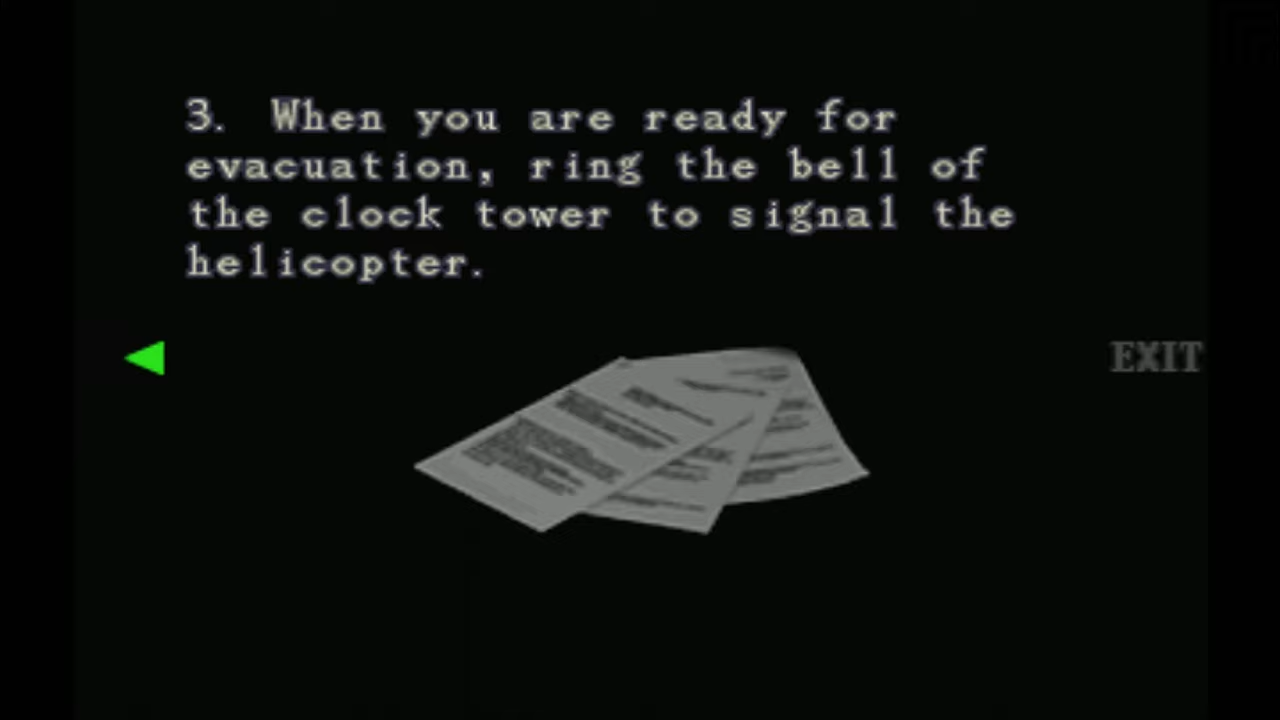 3. When you are ready for
evacuation, ring the bell of
the clock tower to signal the
helicopter.
EXIT